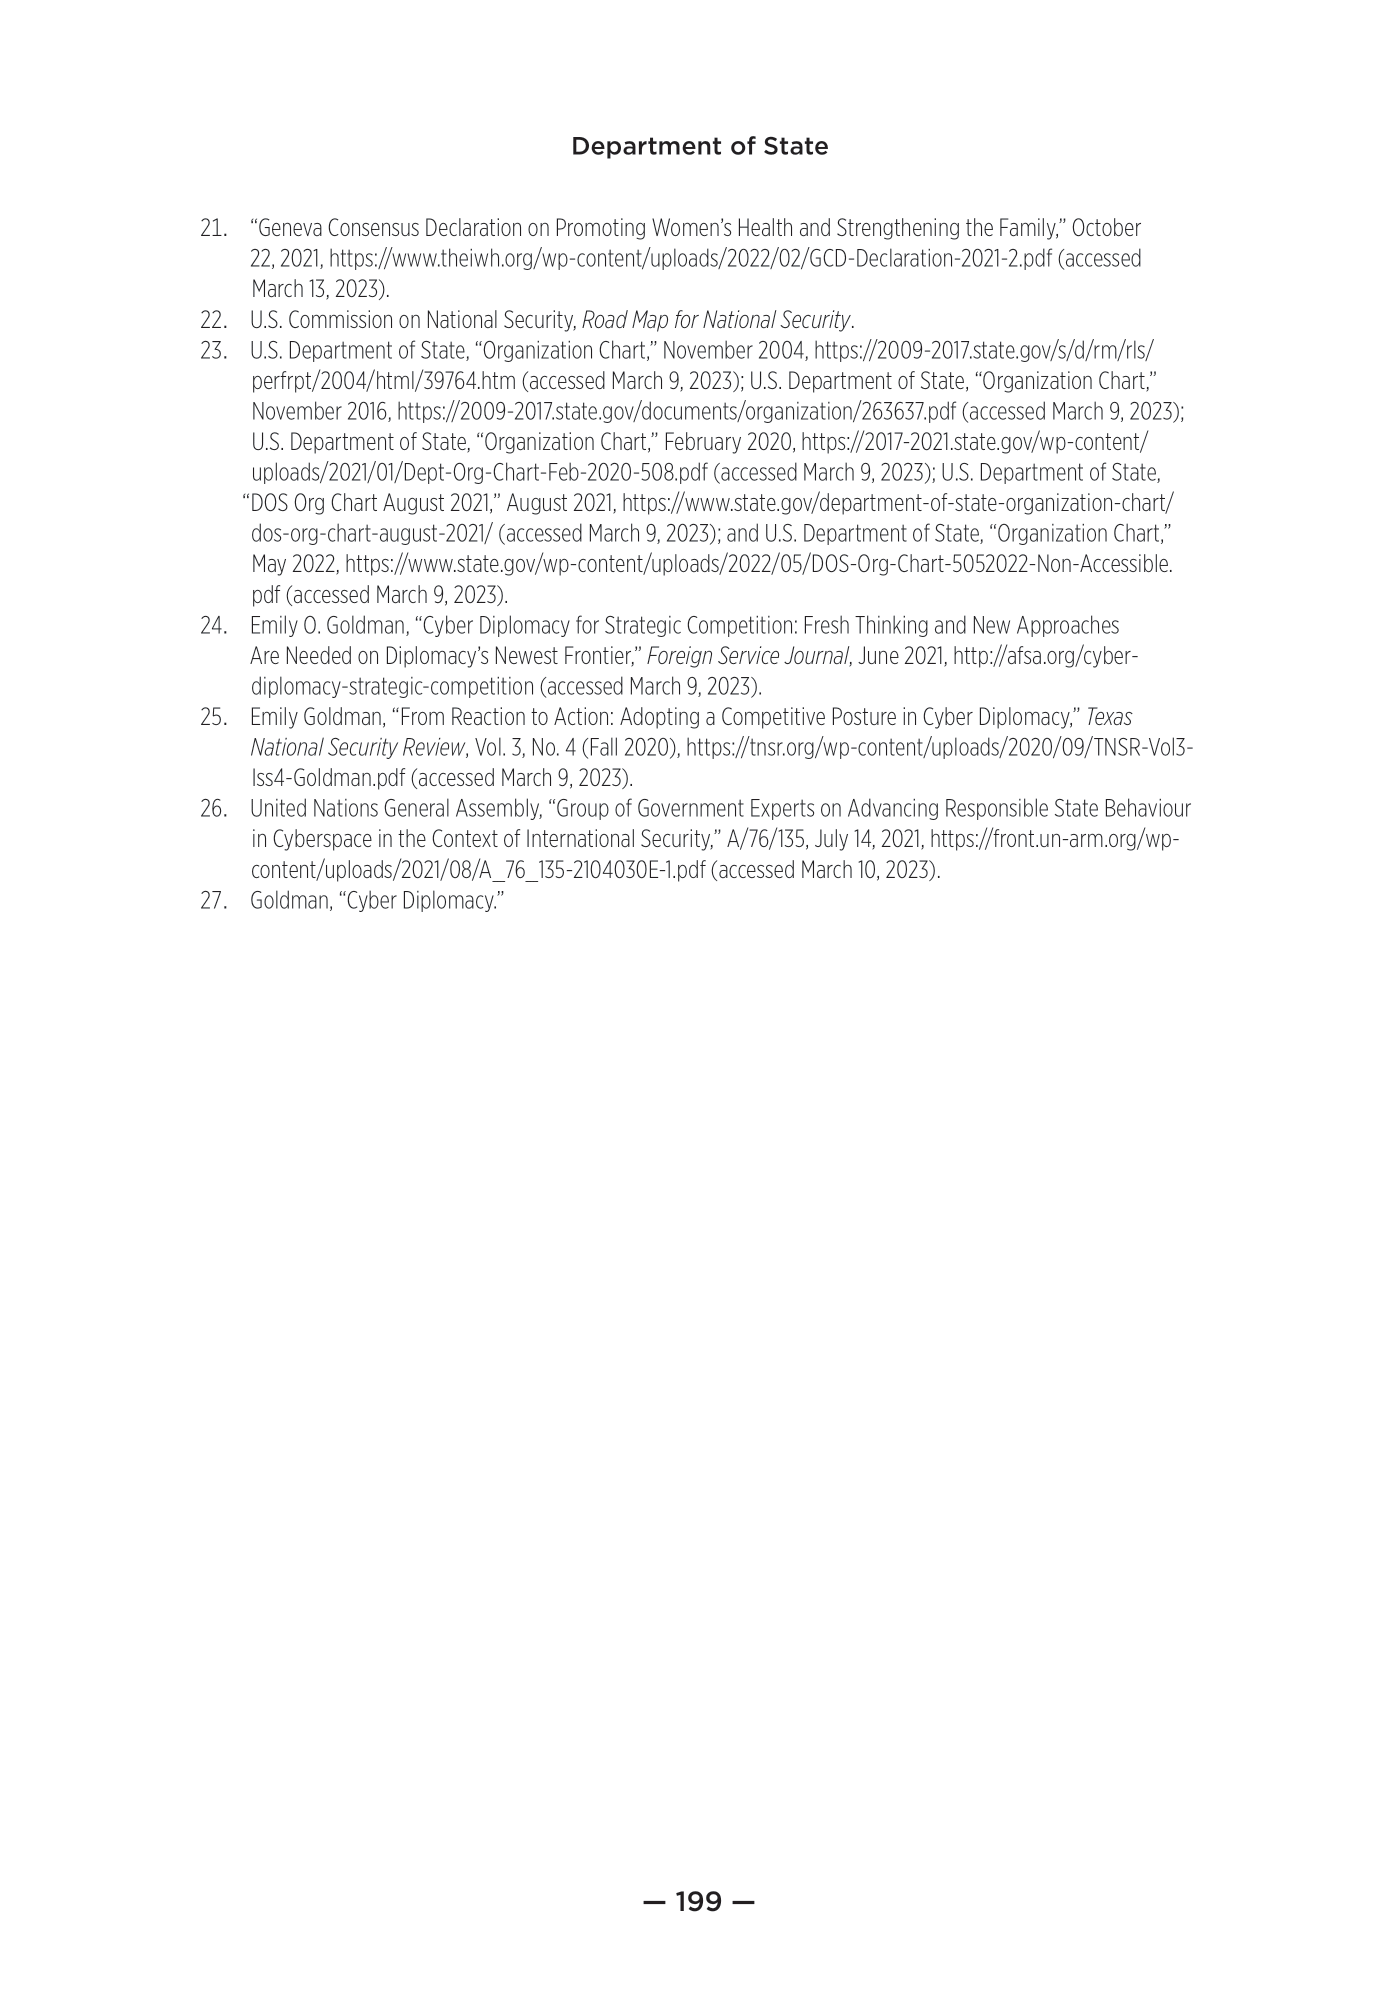 Department of State
21. “Geneva Consensus Declaration on Promoting Women’s Health and Strengthening the Family,” October
22, 2021, https://www.theiwh.org/wp-content/uploads/2022/02/GCD-Declaration-2021-2.pdf (accessed
March 13, 2023).
22. U.S. Commission on National Security, Road Map for National Security.
23. U.S. Department of State, “Organization Chart,” November 2004, https://2009-2017.state.gov/s/d/rm/rls/
perfrpt/2004/html/39764.htm (accessed March 9, 2023); U.S. Department of State, “Organization Chart,”
November 2016, https://2009-2017.state.gov/documents/organization/263637.pdf (accessed March 9, 2023);
U.S. Department of State, “Organization Chart,” February 2020, https://2017-2021.state.gov/wp-content/
uploads/2021/01/Dept-Org-Chart-Feb-2020-508.pdf (accessed March 9, 2023); U.S. Department of State,
“DOS Org Chart August 2021,” August 2021, https://www.state.gov/department-of-state-organization-chart/
dos-org-chart-august-2021/ (accessed March 9, 2023); and U.S. Department of State, “Organization Chart,”
May 2022, https://www.state.gov/wp-content/uploads/2022/05/DOS-Org-Chart-5052022-Non-Accessible.
pdf (accessed March 9, 2023).
24. Emily O. Goldman, “Cyber Diplomacy for Strategic Competition: Fresh Thinking and New Approaches
Are Needed on Diplomacy’s Newest Frontier,” Foreign Service Journal, June 2021, http://afsa.org/cyber-
diplomacy-strategic-competition (accessed March 9, 2023).
25. Emily Goldman, “From Reaction to Action: Adopting a Competitive Posture in Cyber Diplomacy,” Texas
National Security Review, Vol. 3, No. 4 (Fall 2020), https://tnsr.org/wp-content/uploads/2020/09/TNSR-Vol3-
Iss4-Goldman.pdf (accessed March 9, 2023).
26. United Nations General Assembly, “Group of Government Experts on Advancing Responsible State Behaviour
in Cyberspace in the Context of International Security,” A/76/135, July 14, 2021, https://front.un-arm.org/wp-
content/uploads/2021/08/A_76_135-2104030E-1.pdf (accessed March 10, 2023).
27. Goldman, “Cyber Diplomacy.”
— 199 —